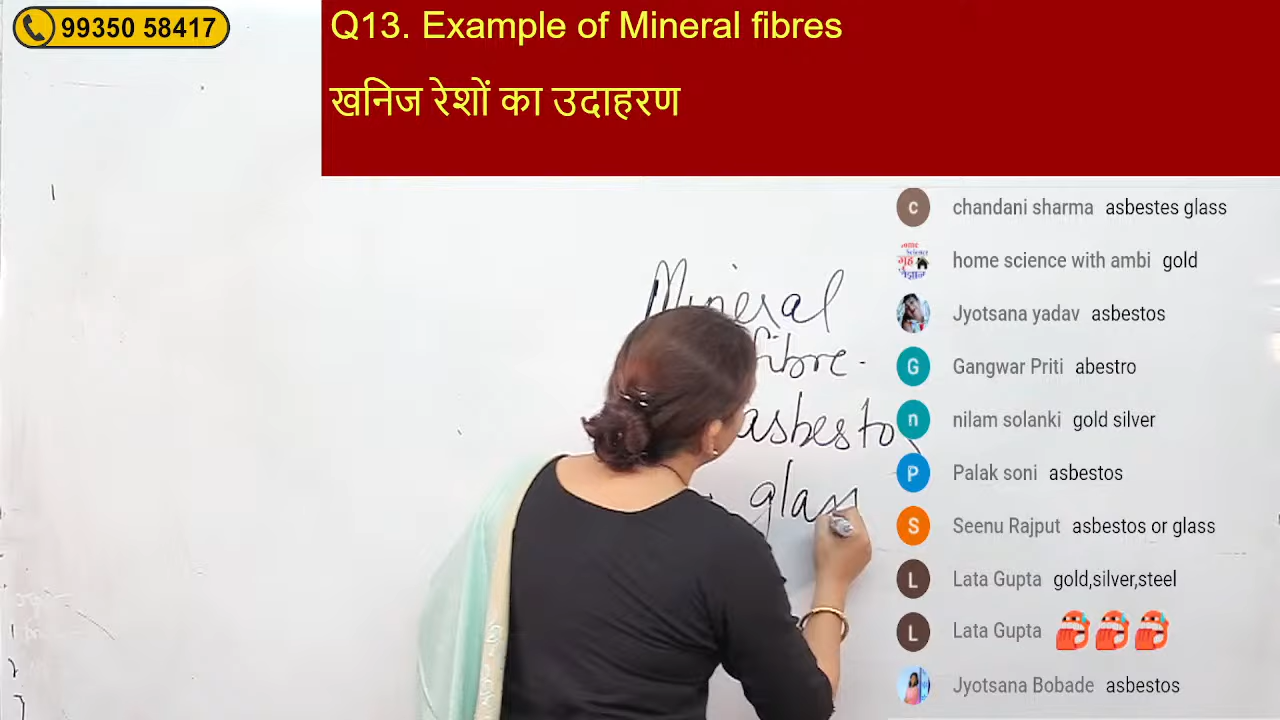 99350 58417
Q13. Example of Mineral fibres
खनिज रेशों का उदाहरण
chandani sharma asbestes glass
home science with ambi gold
Jyotsana yadav asbestos
Gangwar Priti abestro
nilam solanki gold silver
Palak soni asbestos
Seenu Rajput asbestos or glass
Lata Gupta gold,silver,steel
Lata Gupta
Jyotsana Bobade asbestos
Mineral
fibre.
asbestos
glass